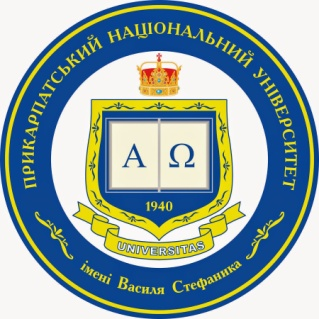 ПРИКАРПАТСЬКИЙ НАЦІОНАЛЬНИЙ УНІВЕРСИТЕТ
Α Ω
1940
UNIVERSITAS
імені Василя Стефаника